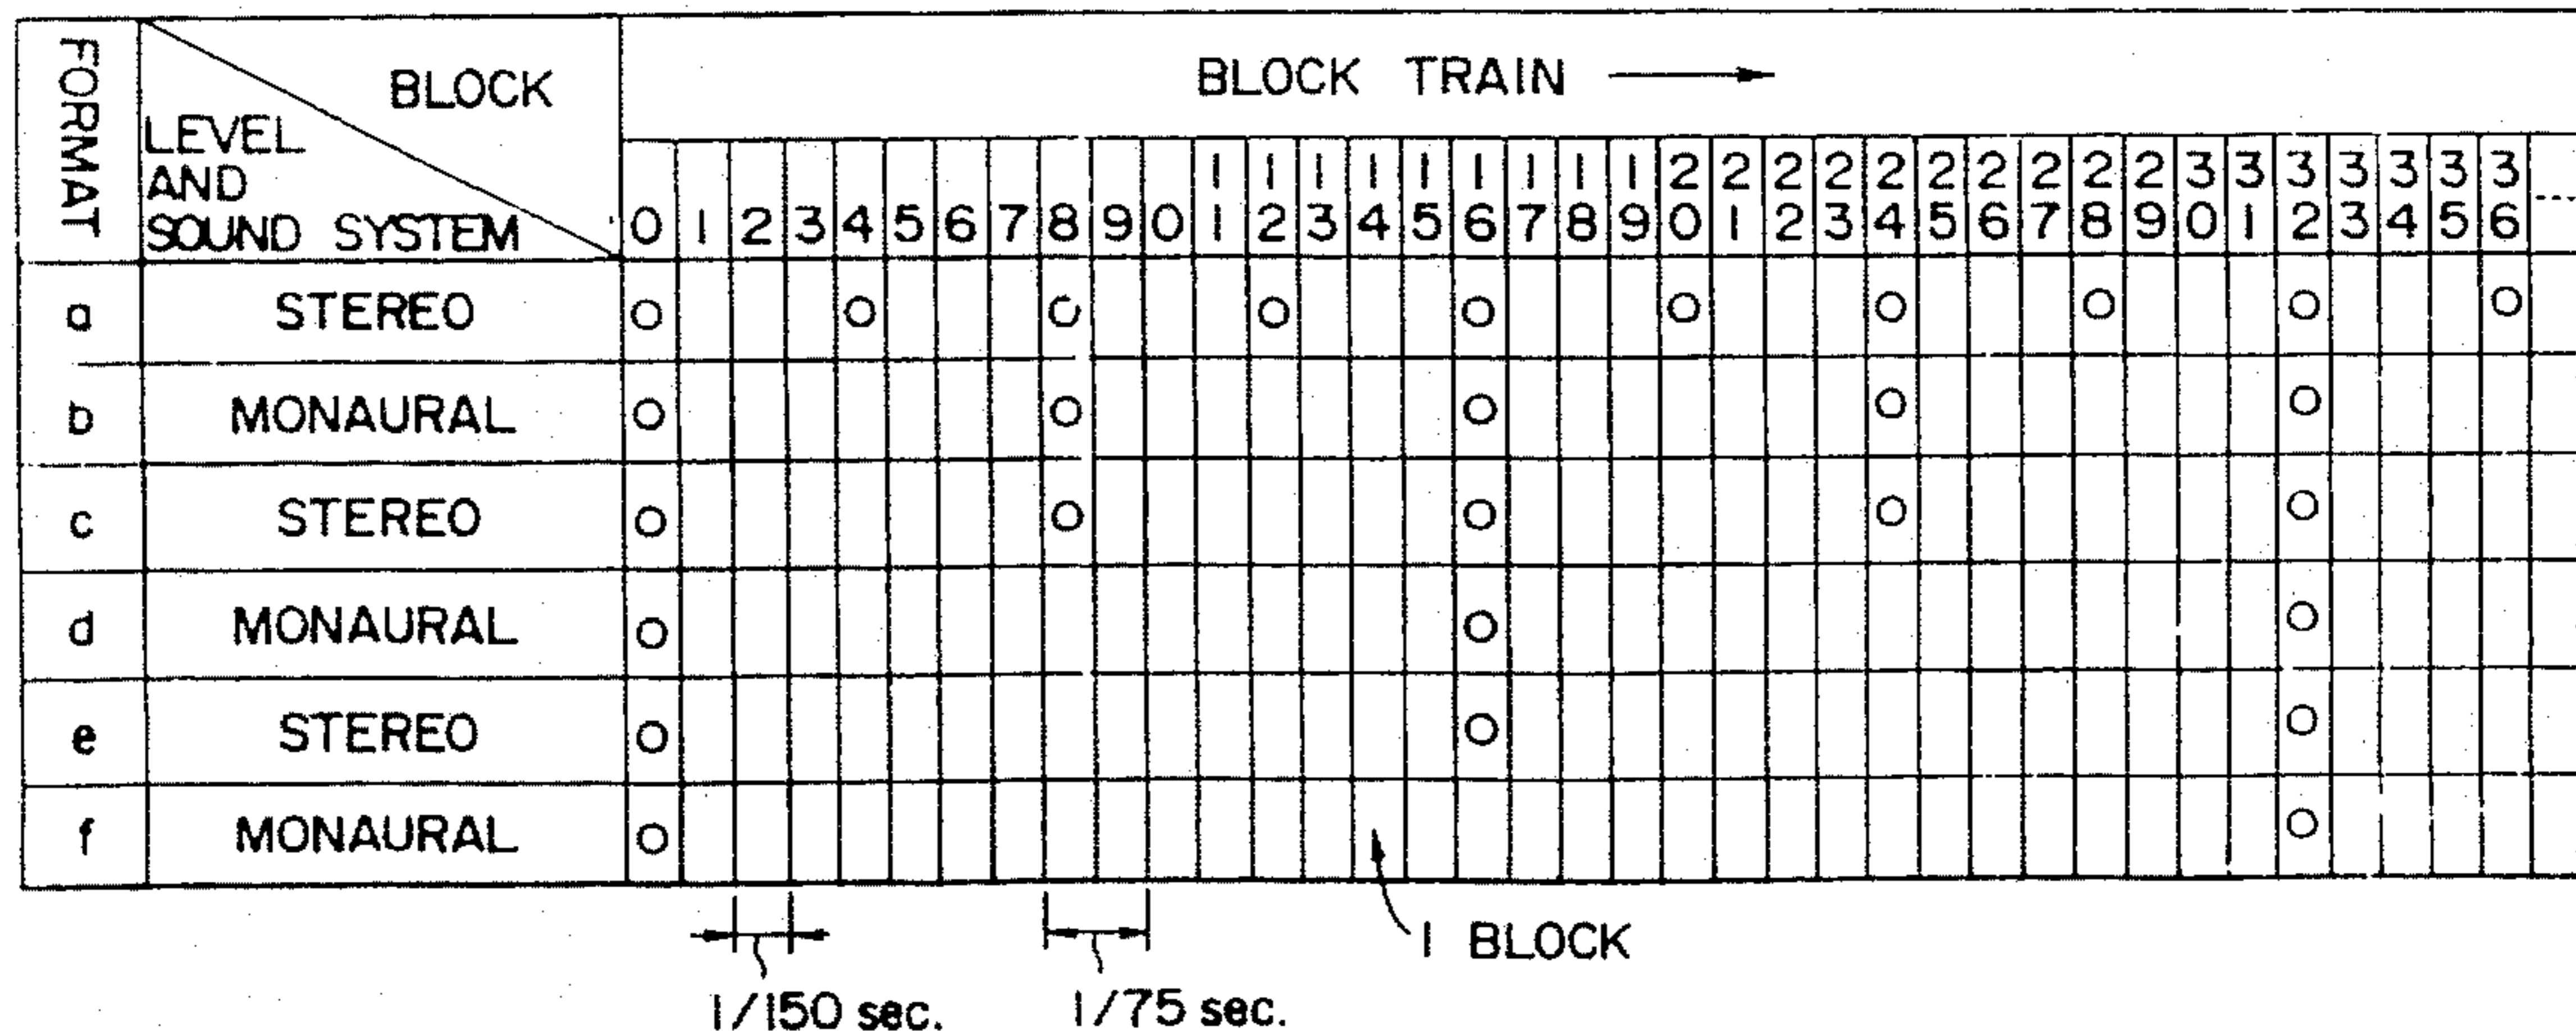 FORMAT
BLOCK
LEVEL
AND
SOUND SYSTEM
BLOCK TRAIN
0 1 2 3 4 5 6 7 8 9 0 11 12 13 14 15 16 17 18 19 20 21 22 23 24 25 26 27 28 29 30 31 32 33 34 35 36 ----
a STEREO O O O O O O O O O O
b MONAURAL O O O O O
c STEREO O O O O O
d MONAURAL O O O
e STEREO O O O
f MONAURAL O O
1/150 sec.
1/75 sec.
1 BLOCK